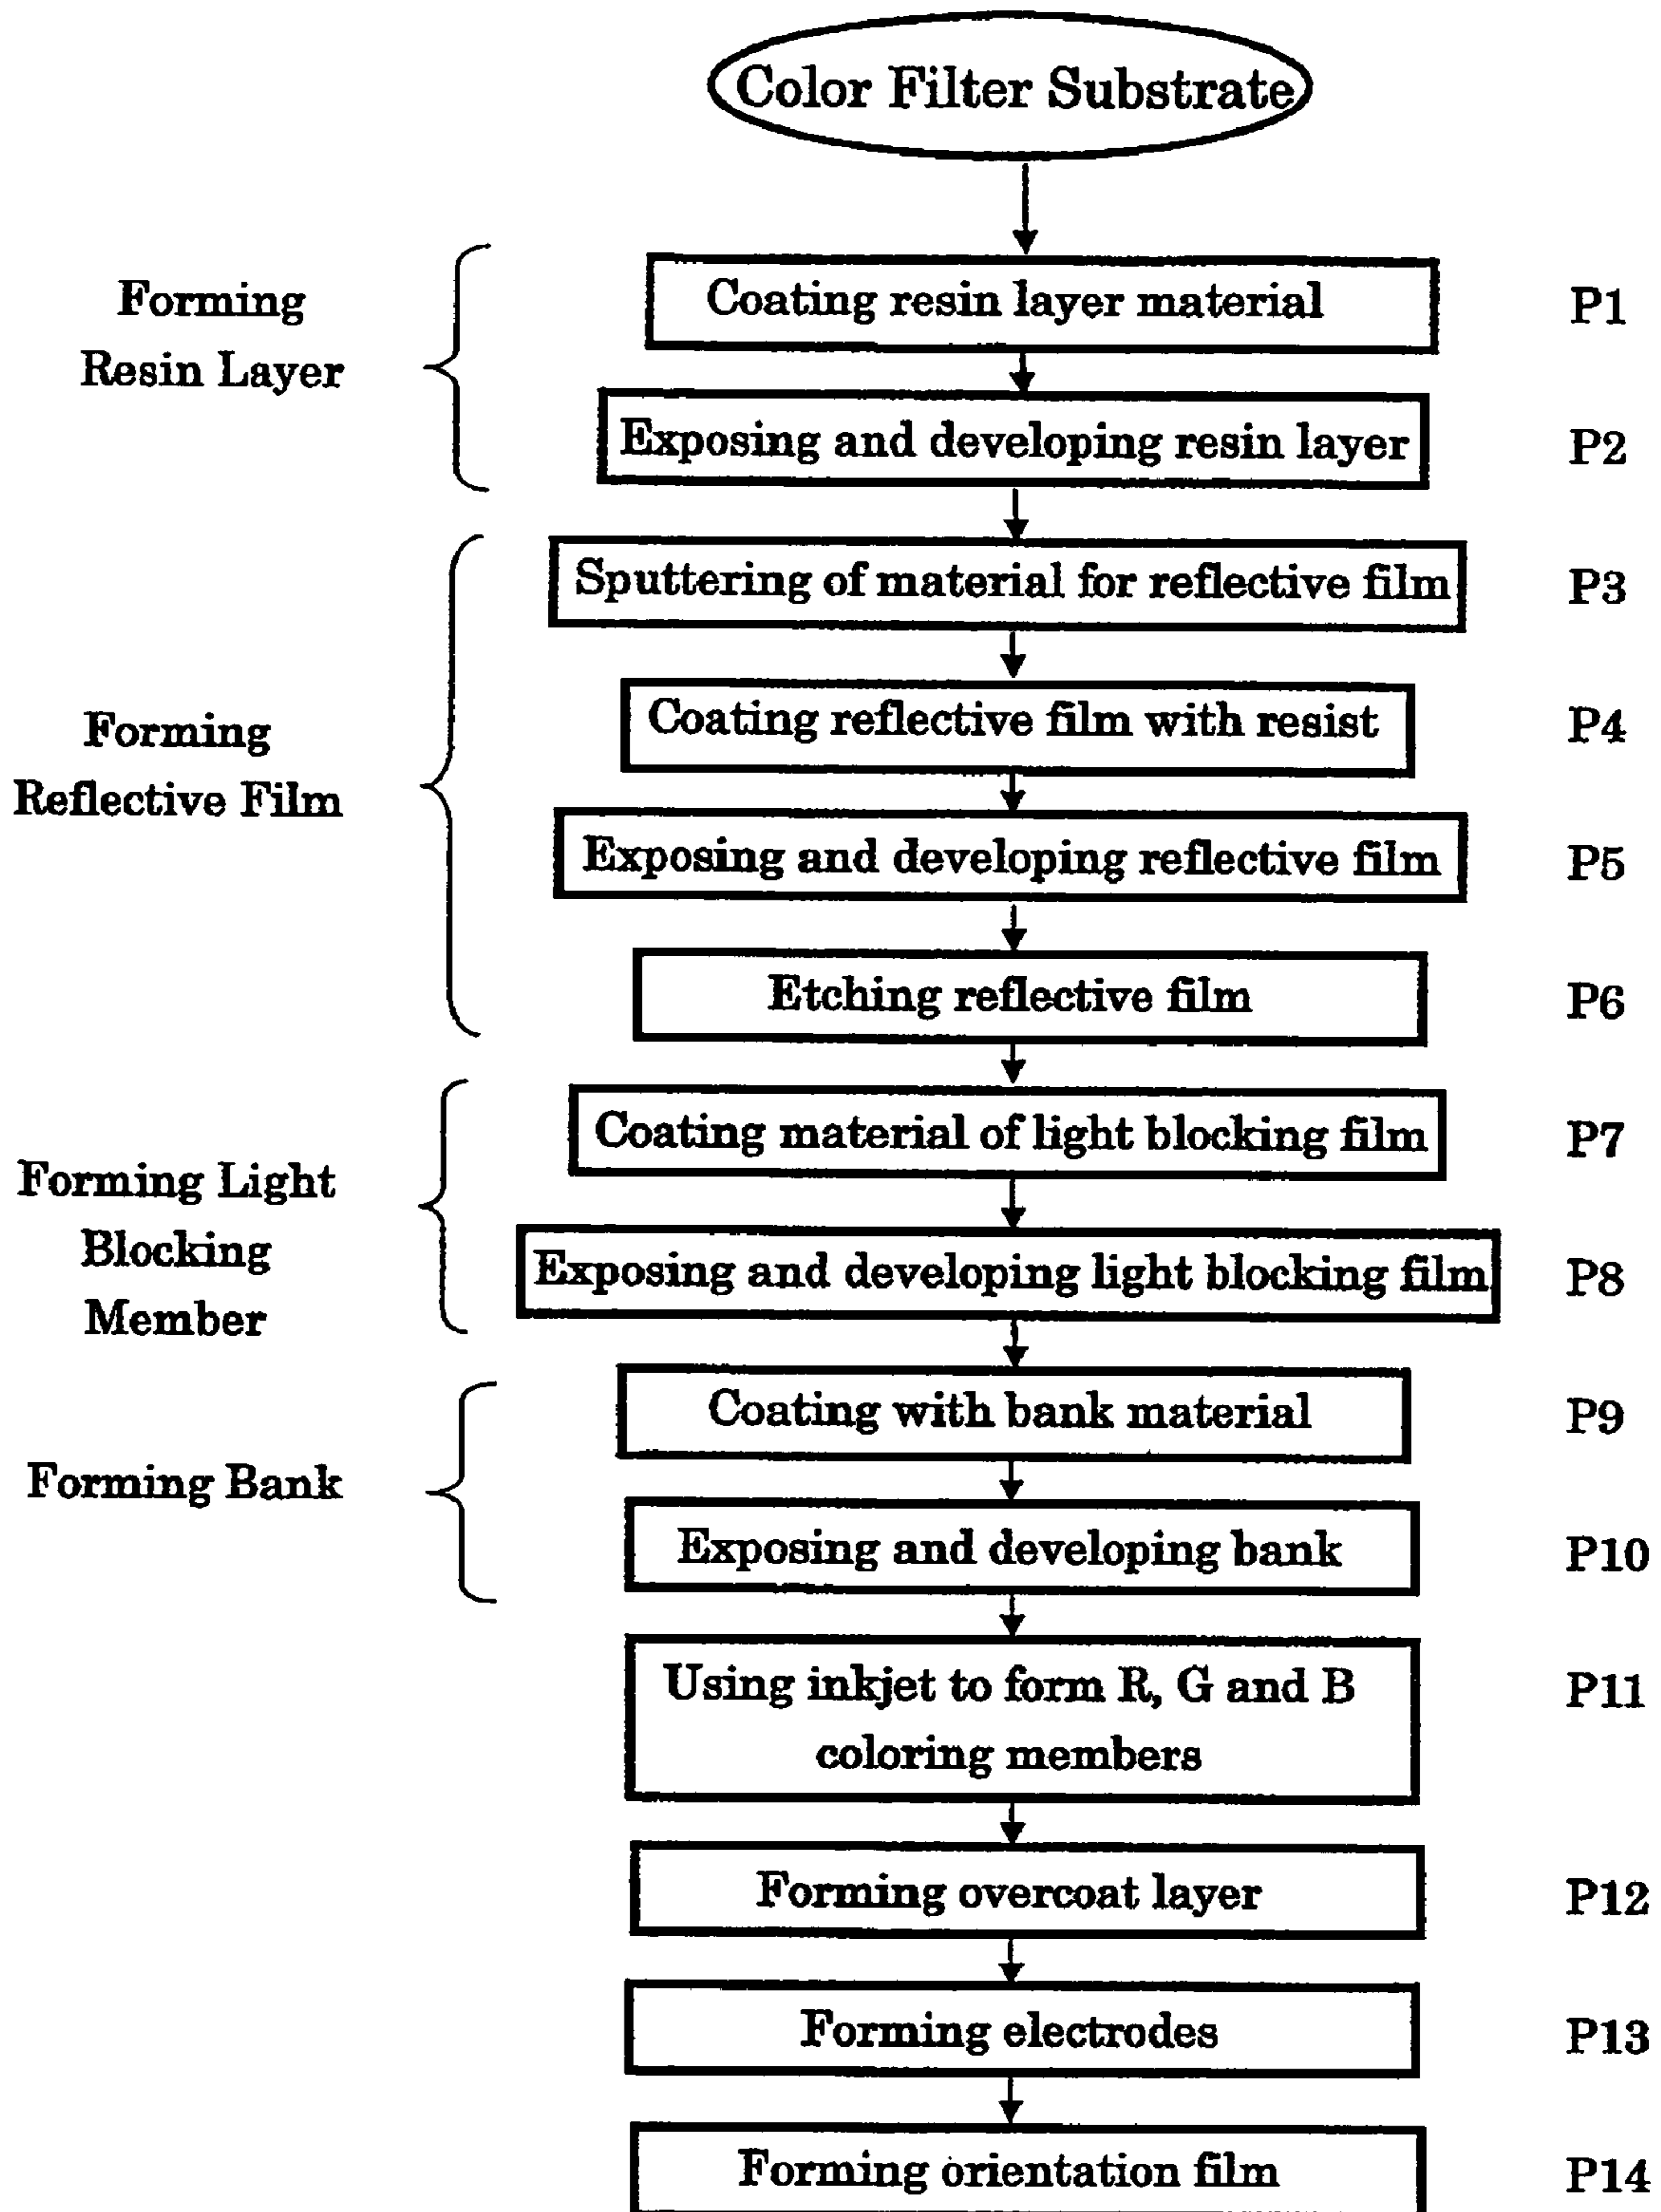 Color Filter Substrate
Forming
Resin Layer
Coating resin layer material
P1
Exposing and developing resin layer
P2
Forming
Reflective Film
Sputtering of material for reflective film
P3
Coating reflective film with resist
P4
Exposing and developing reflective film
P5
Etching reflective film
P6
Forming Light
Blocking
Member
Coating material of light blocking film
P7
Exposing and developing light blocking film
P8
Forming Bank
Coating with bank material
P9
Exposing and developing bank
P10
Using inkjet to form R, G and B
coloring members
P11
Forming overcoat layer
P12
Forming electrodes
P13
Forming orientation film
P14